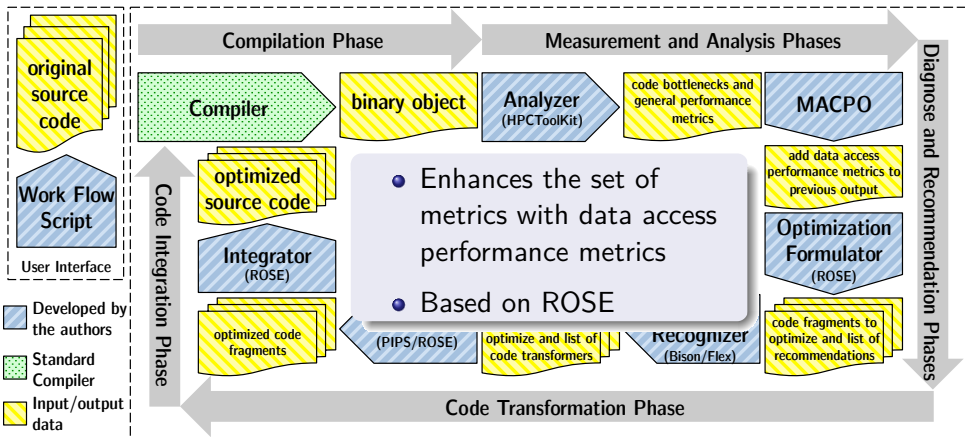 original
source
code
Work Flow
Script
User Interface
Developed by
the authors
Standard
Compiler
Input/output
data
Compilation Phase
Measurement and Analysis Phases
Diagnose and Recommendation Phases
Compiler
binary object
Analyzer
(HPCToolKit)
code bottlenecks and
general performance
metrics
MACPO
add data access
performance metrics to
previous output
Optimization
Formulator
(ROSE)
code fragments to
optimize and list of
recommendations
Recognizer
(Bison/Flex)
optimize and list of
code transformers
(PIPS/ROSE)
optimized code
fragments
Integrator
(ROSE)
optimized
source code
Code Integration Phase
Code Transformation Phase
Enhances the set of
metrics with data access
performance metrics
Based on ROSE